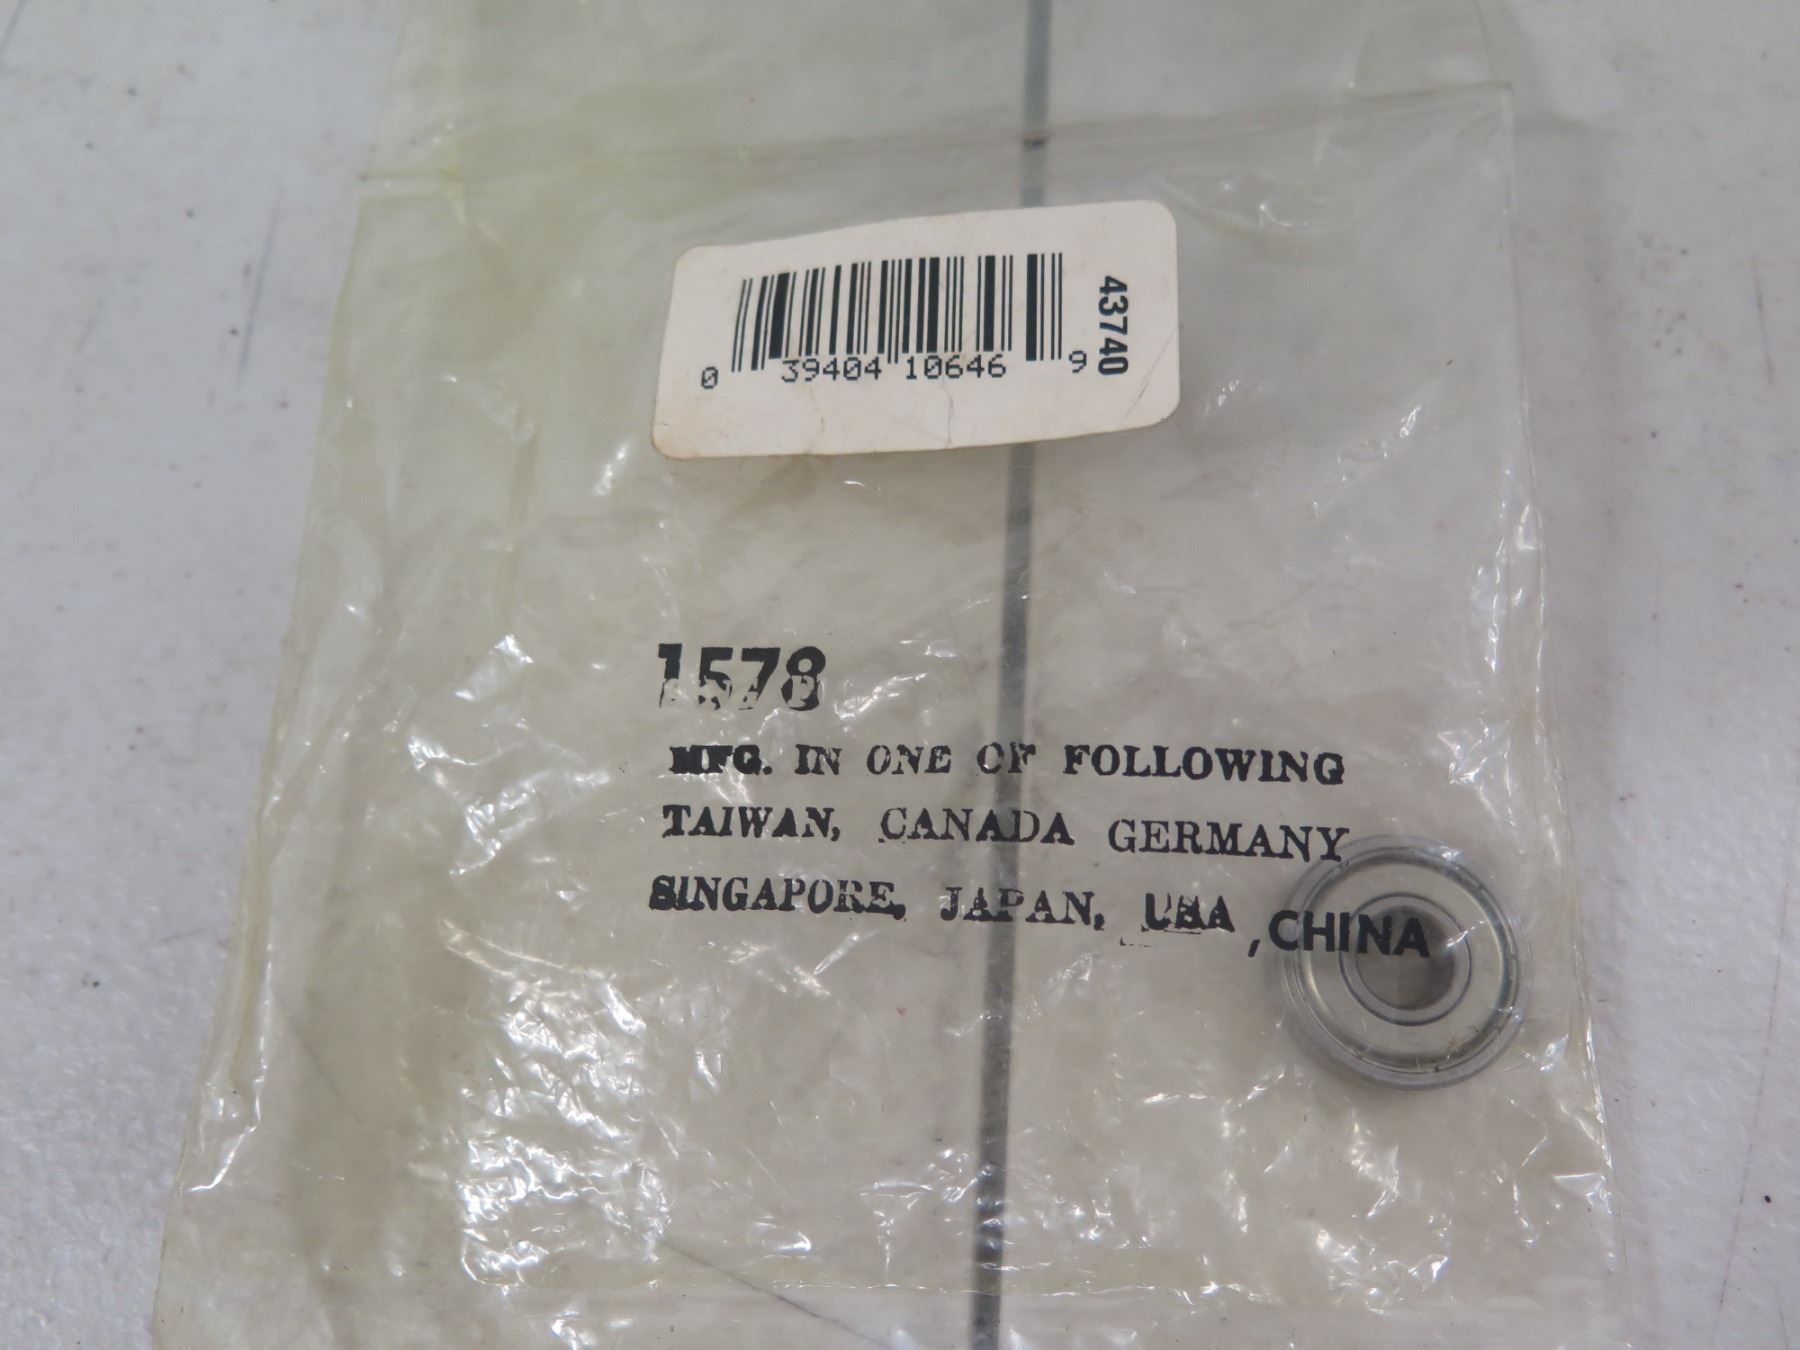 43740
0 39404 10646 9
1578
MFG. IN ONE OF FOLLOWING
TAIWAN, CANADA GERMANY
SINGAPORE, JAPAN, USA , CHINA